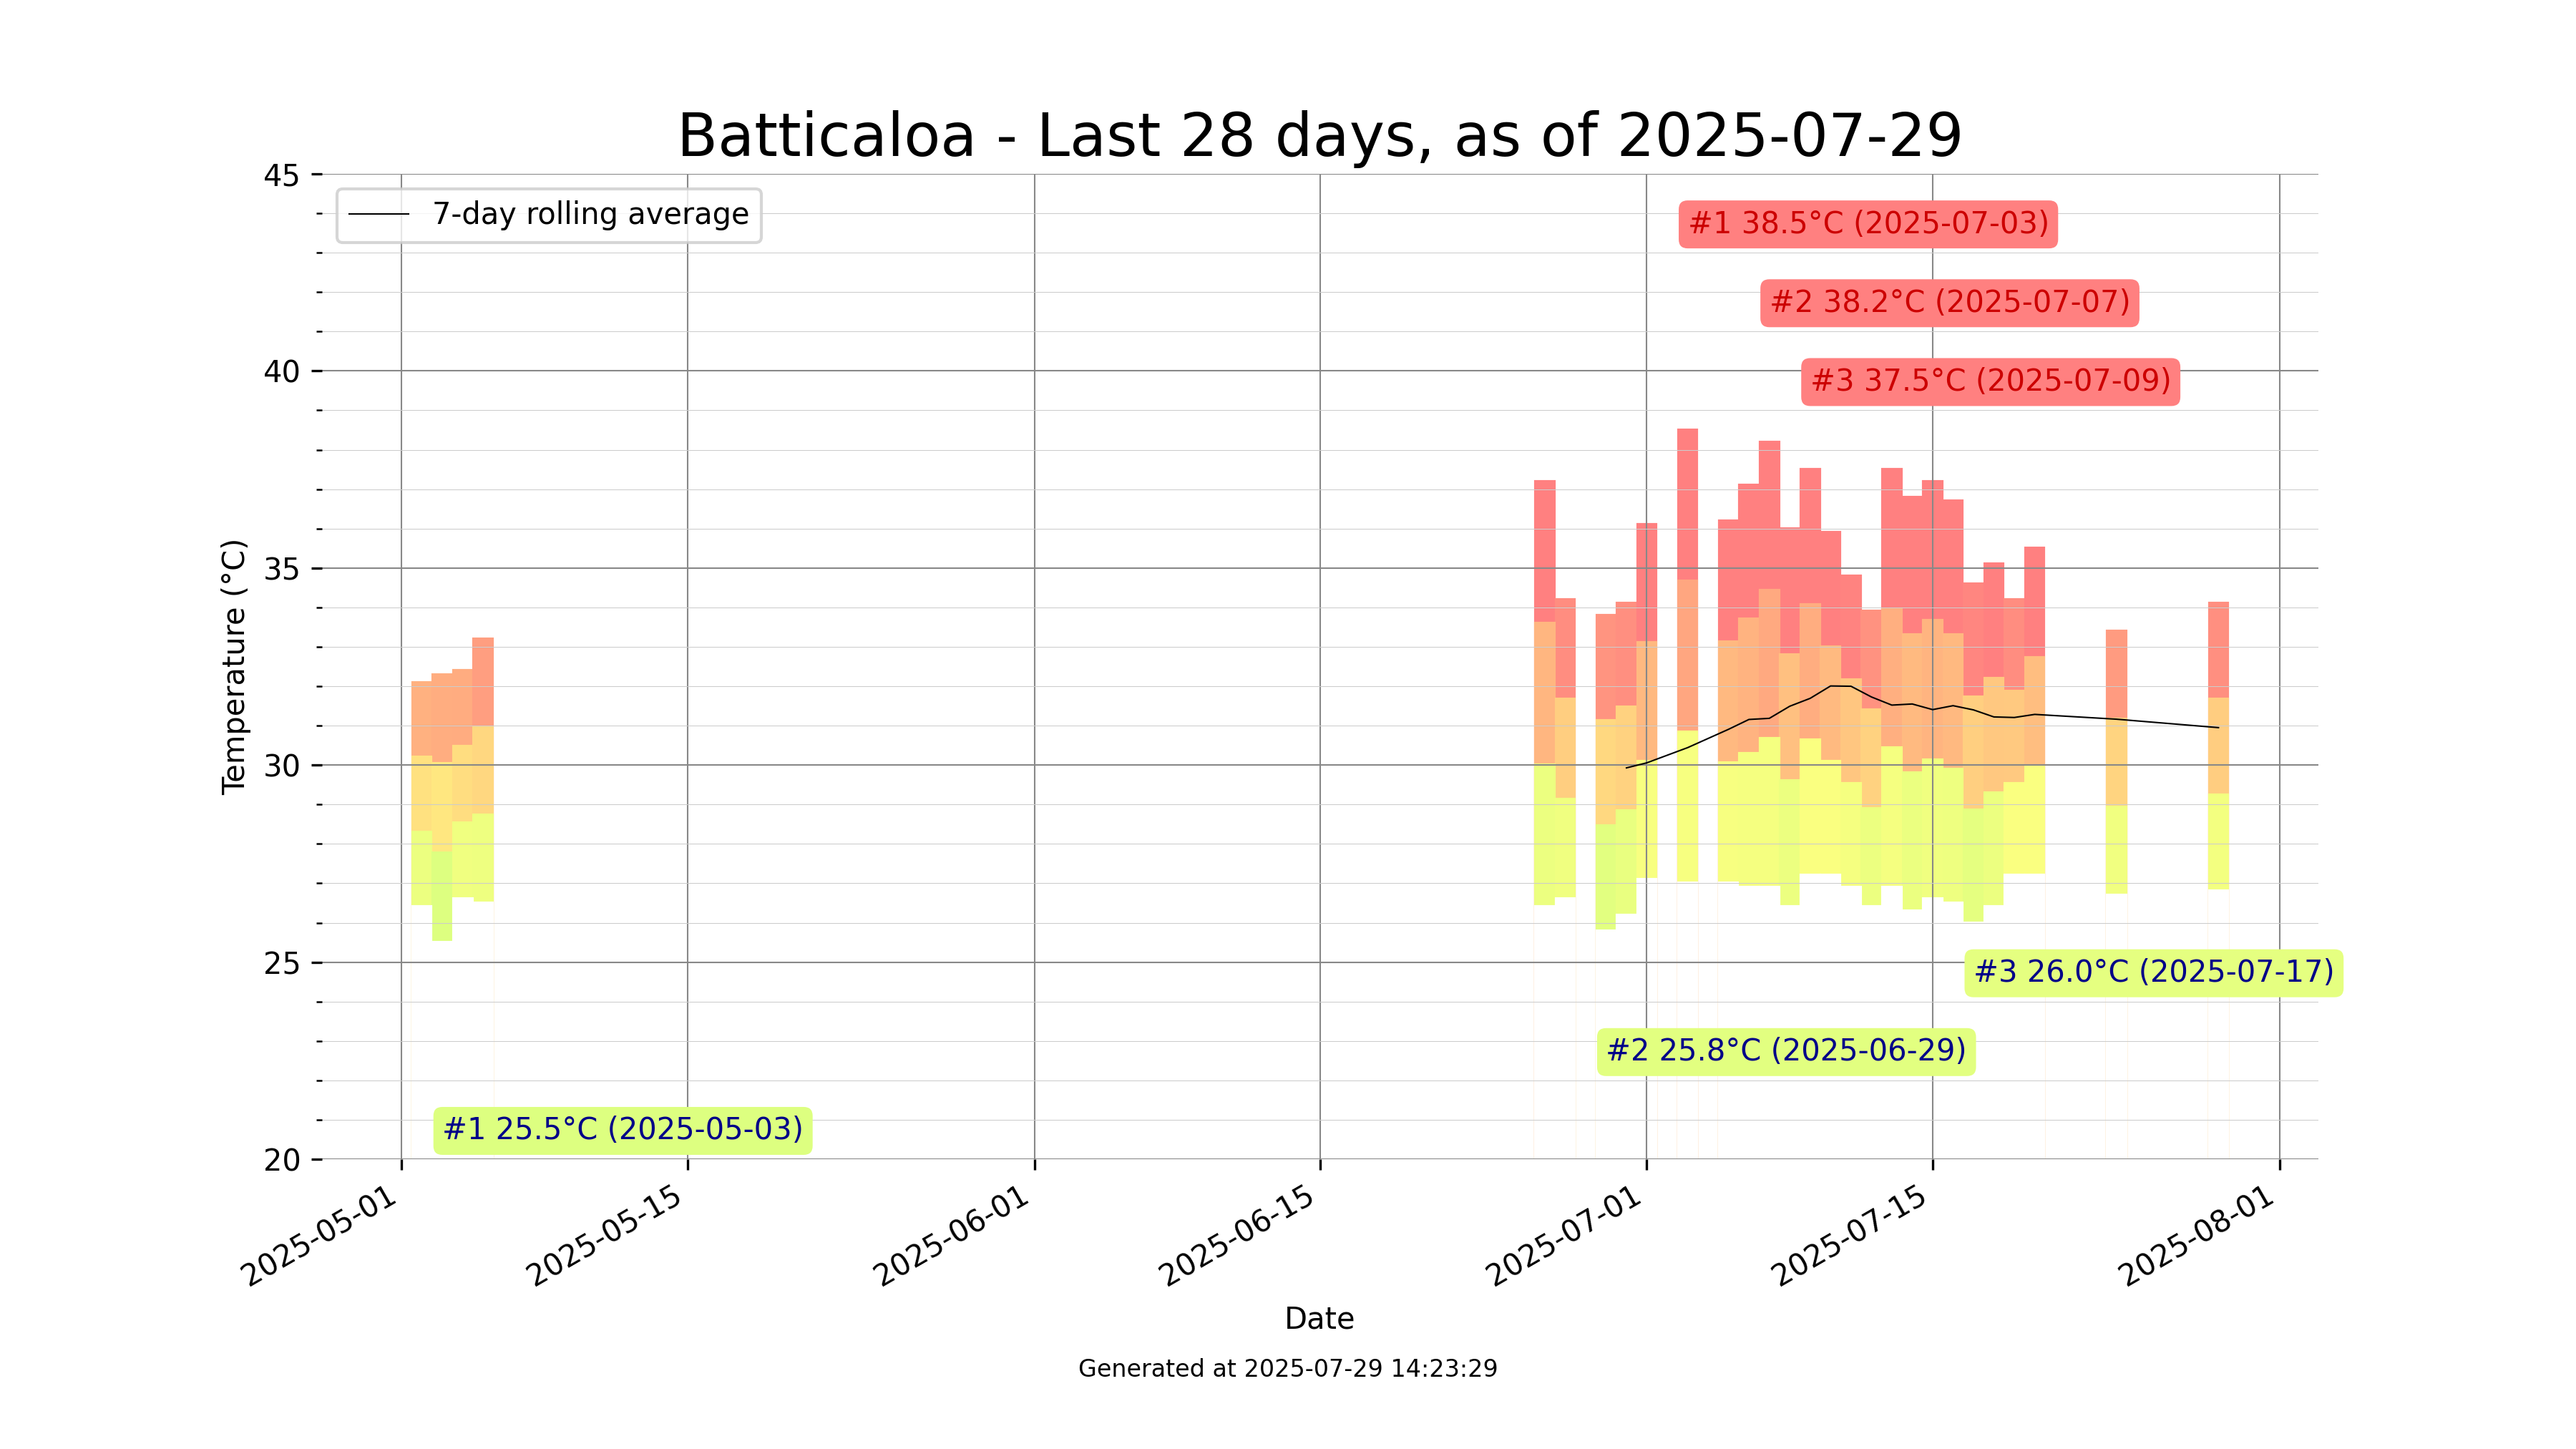 Batticaloa - Last 28 days, as of 2025-07-29
7-day rolling average
#1 38.5°C (2025-07-03)
#2 38.2°C (2025-07-07)
#3 37.5°C (2025-07-09)
#3 26.0°C (2025-07-17)
#2 25.8°C (2025-06-29)
#1 25.5°C (2025-05-03)
Temperature (°C)
45
40
35
30
25
20
2025-05-01
2025-05-15
2025-06-01
2025-06-15
2025-07-01
2025-07-15
2025-08-01
Date
Generated at 2025-07-29 14:23:29